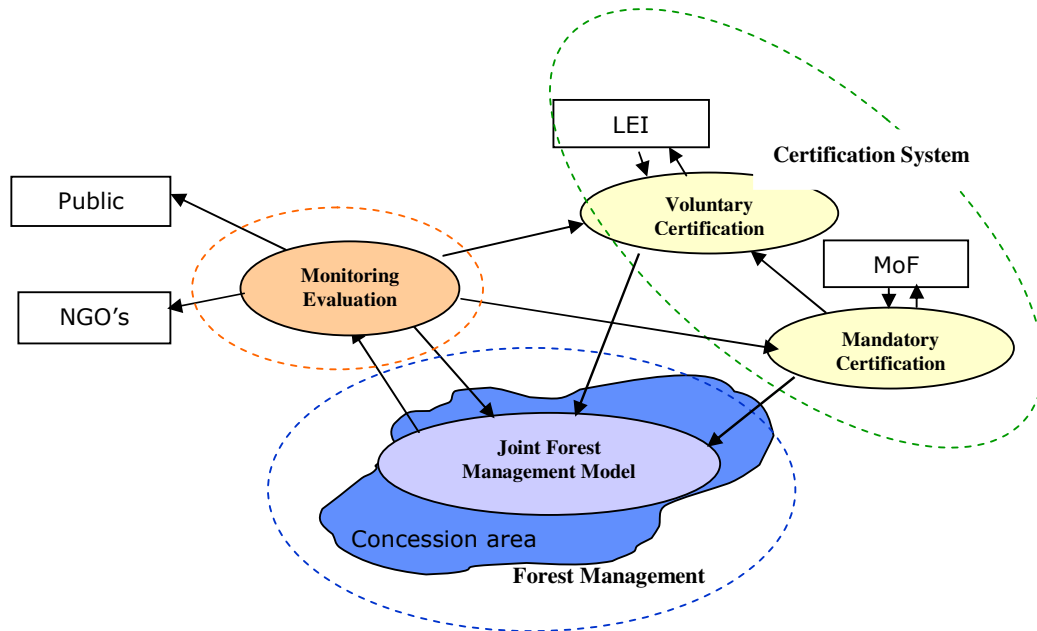 LEI
Certification System
Public
Voluntary
Certification
MoF
Monitoring
Evaluation
NGO's
Mandatory
Certification
Joint Forest
Management Model
Concession area
Forest Management